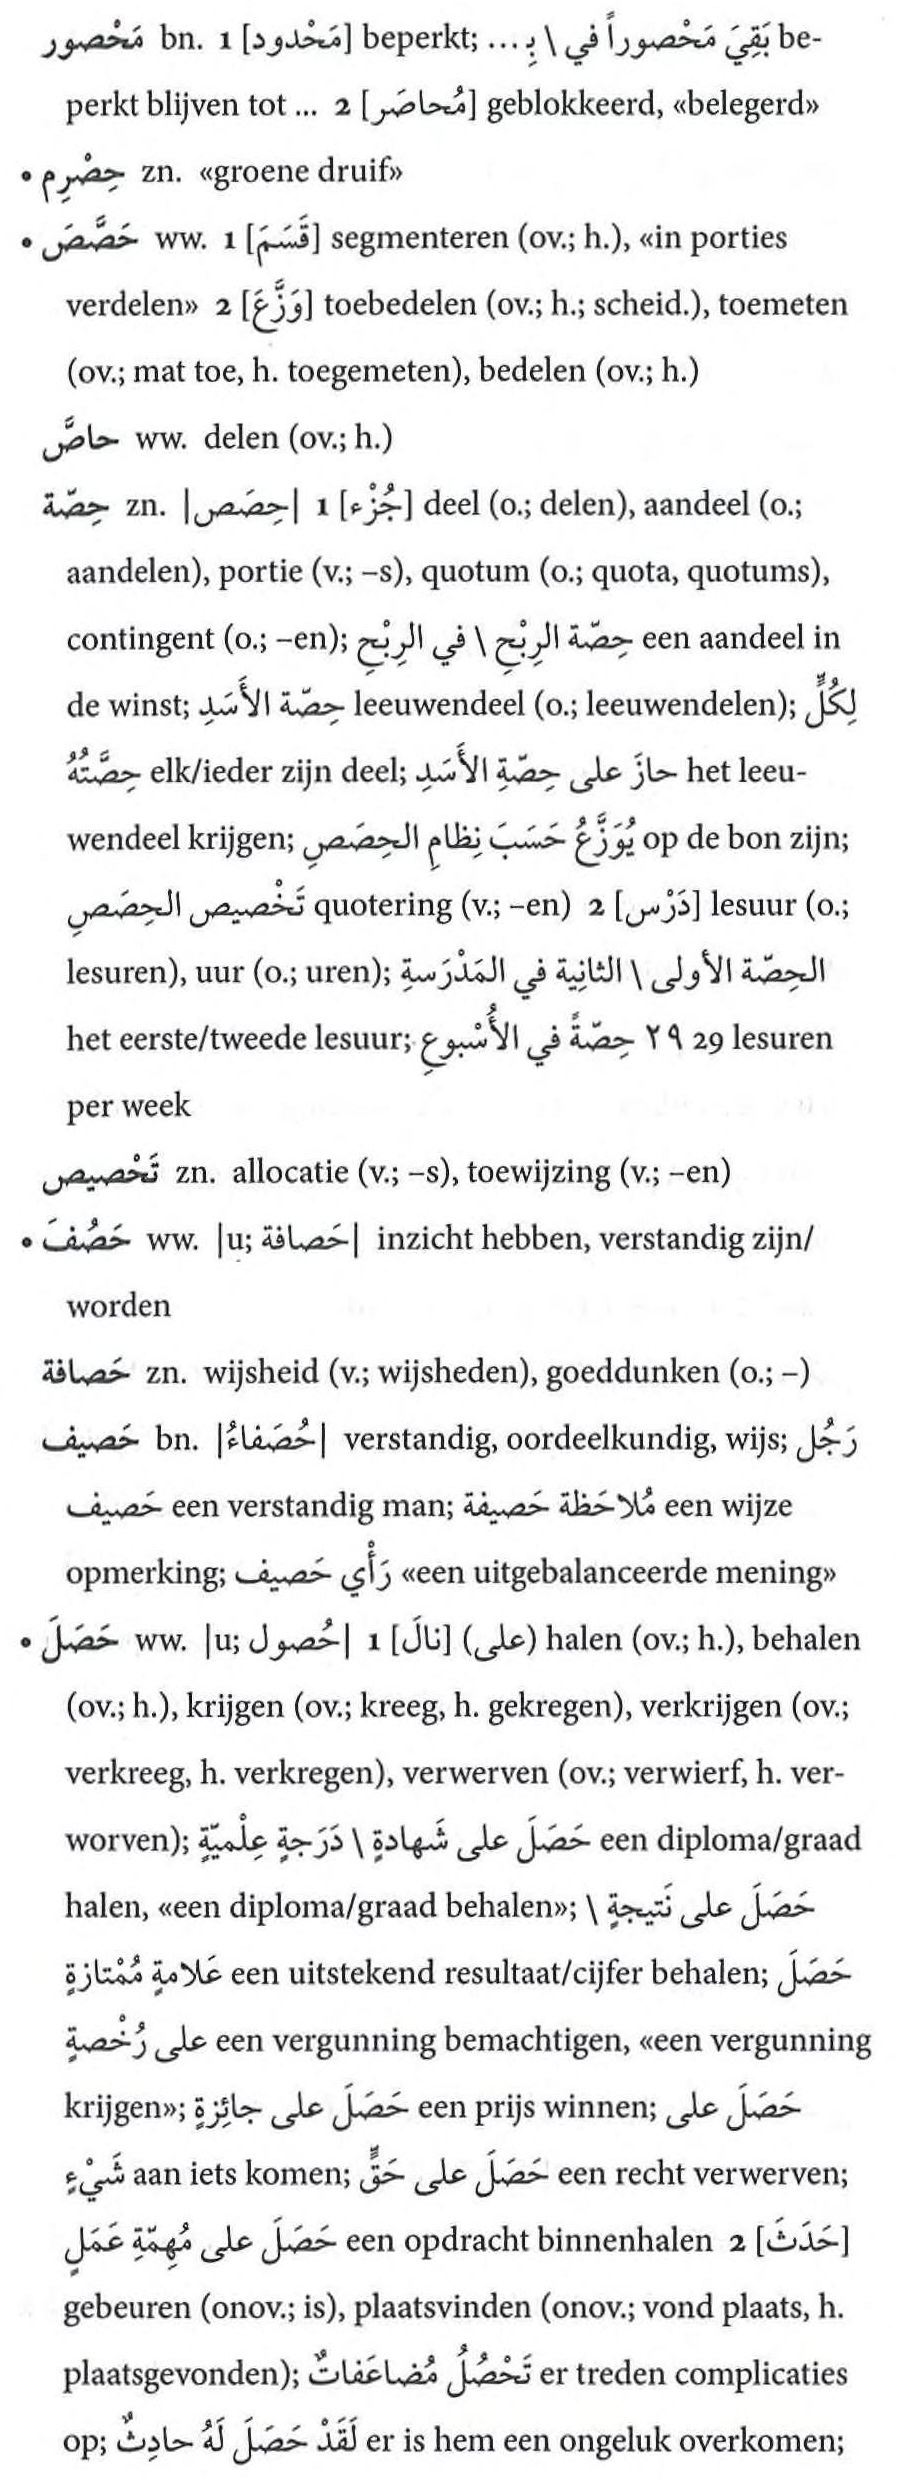 مَحْصور bn. 1 [مَحْدود] beperkt; بَقِيَ مَحْصوراً في \ بِـ ... be-
perkt blijven tot ... 2 [مُحاصَر] geblokkeerd, «belegerd»
• حِصْرِم zn. «groene druif»
• حَصَّصَ ww. 1 [قَسَّمَ] segmenteren (ov.; h.), «in porties
verdelen» 2 [وَزَّعَ] toebedelen (ov.; h.; scheid.), toemeten
(ov.; mat toe, h. toegemeten), bedelen (ov.; h.)
حاصَّ ww. delen (ov.; h.)
حِصّة zn. |حِصَص| 1 [جُزْء] deel (o.; delen), aandeel (o.;
aandelen), portie (v.; –s), quotum (o.; quota, quotums),
contingent (o.; –en); حِصّة الرِبْحِ \ في الرِبْحِ een aandeel in
de winst; حِصّة الأَسَدِ leeuwendeel (o.; leeuwendelen); لِكُلٍّ
حِصَّتُهُ elk/ieder zijn deel; حازَ على حِصّةِ الأَسَدِ het leeu-
wendeel krijgen; يُوَزَّعُ حَسَبَ نِظامِ الحِصَصِ op de bon zijn;
تَحْصيص الحِصَصِ quotering (v.; –en) 2 [دَرْس] lesuur (o.;
lesuren), uur (o.; uren); الحِصّة الأولى \ الثانِية في المَدْرَسةِ
het eerste/tweede lesuur; ٢٩ حِصّةً في الأُسْبوعِ 29 lesuren
per week
تَحْصيص zn. allocatie (v.; –s), toewijzing (v.; –en)
• حَصُفَ ww. |u; حَصافة| inzicht hebben, verstandig zijn/
worden
حَصافة zn. wijsheid (v.; wijsheden), goeddunken (o.; –)
حَصيف bn. |حُصَفاءُ| verstandig, oordeelkundig, wijs; رَجُل
حَصيف een verstandig man; مُلاحَظة حَصيفة een wijze
opmerking; رَأْي حَصيف «een uitgebalanceerde mening»
• حَصَلَ ww. |u; حُصول| 1 [نالَ] (على) halen (ov.; h.), behalen
(ov.; h.), krijgen (ov.; kreeg, h. gekregen), verkrijgen (ov.;
verkreeg, h. verkregen), verwerven (ov.; verwierf, h. ver-
worven); حَصَلَ على شَهادةٍ \ دَرَجةٍ عِلْميّةٍ een diploma/graad
halen, «een diploma/graad behalen»; حَصَلَ على نَتيجةٍ \
عَلامةٍ مُمْتازةٍ een uitstekend resultaat/cijfer behalen; حَصَلَ
على رُخْصةٍ een vergunning bemachtigen, «een vergunning
krijgen»; حَصَلَ على جائِزةٍ een prijs winnen; حَصَلَ على
شَيْءٍ aan iets komen; حَصَلَ على حَقٍّ een recht verwerven;
حَصَلَ على مُهِمّةِ عَمَلٍ een opdracht binnenhalen 2 [حَدَثَ]
gebeuren (onov.; is), plaatsvinden (onov.; vond plaats, h.
plaatsgevonden); تَحْصُلُ مُضاعَفاتٌ er treden complicaties
op; لَقَدْ حَصَلَ لَهُ حادِثٌ er is hem een ongeluk overkomen;